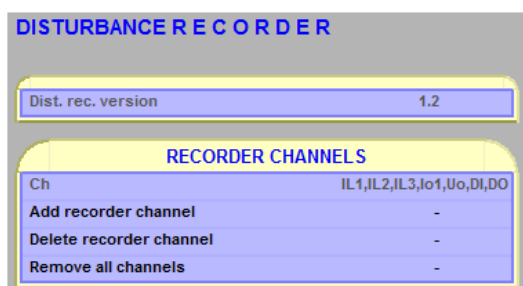 DISTURBANCE R E C O R D E R
Dist. rec. version 1.2
RECORDER CHANNELS
Ch IL1,IL2,IL3,Io1,Uo,DI,DO
Add recorder channel -
Delete recorder channel -
Remove all channels -